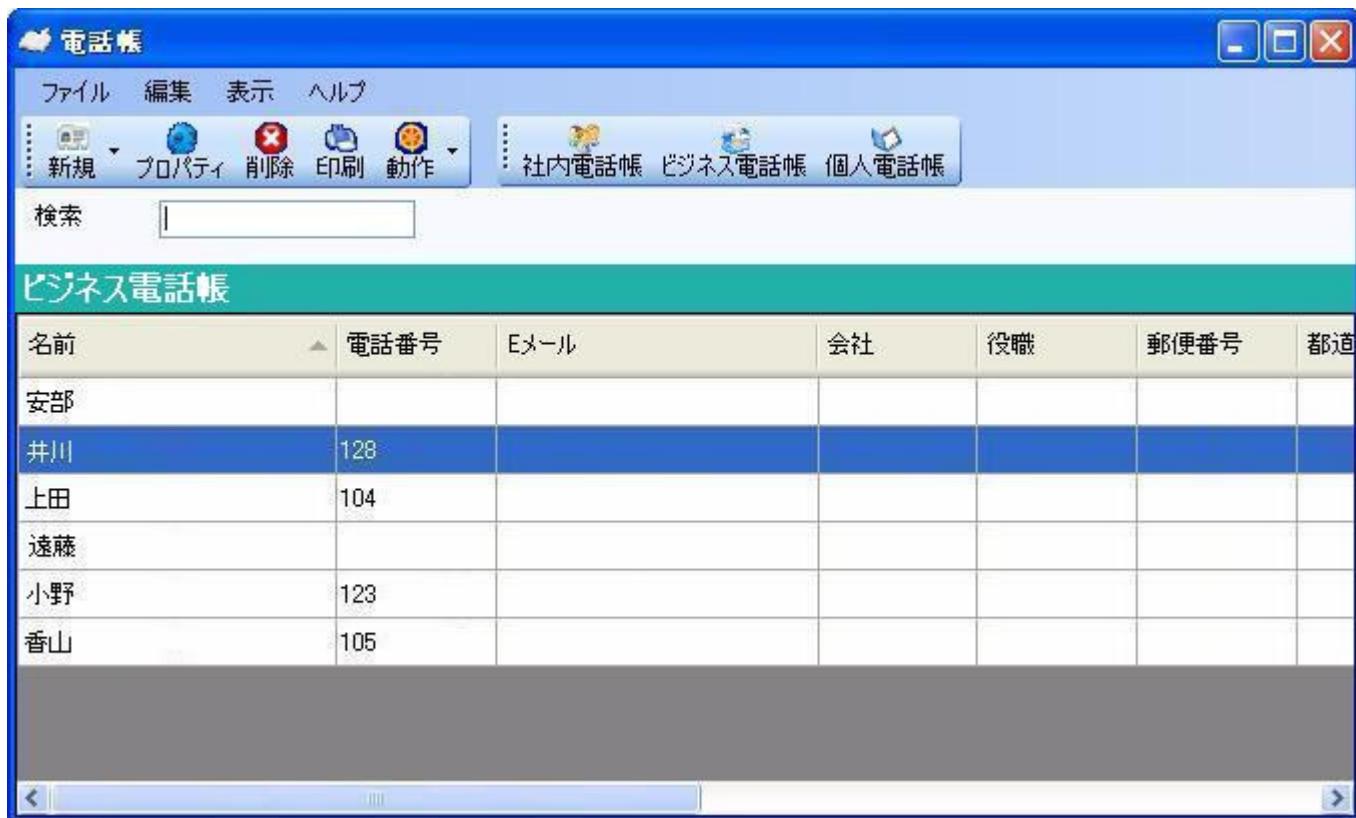 電話帳
ファイル 編集 表示 ヘルプ
新規 プロパティ 削除 印刷 動作 社内電話帳 ビジネス電話帳 個人電話帳
検索
ビジネス電話帳
名前 電話番号 Eメール 会社 役職 郵便番号 都道
安部
井川 128
上田 104
遠藤
小野 123
香山 105